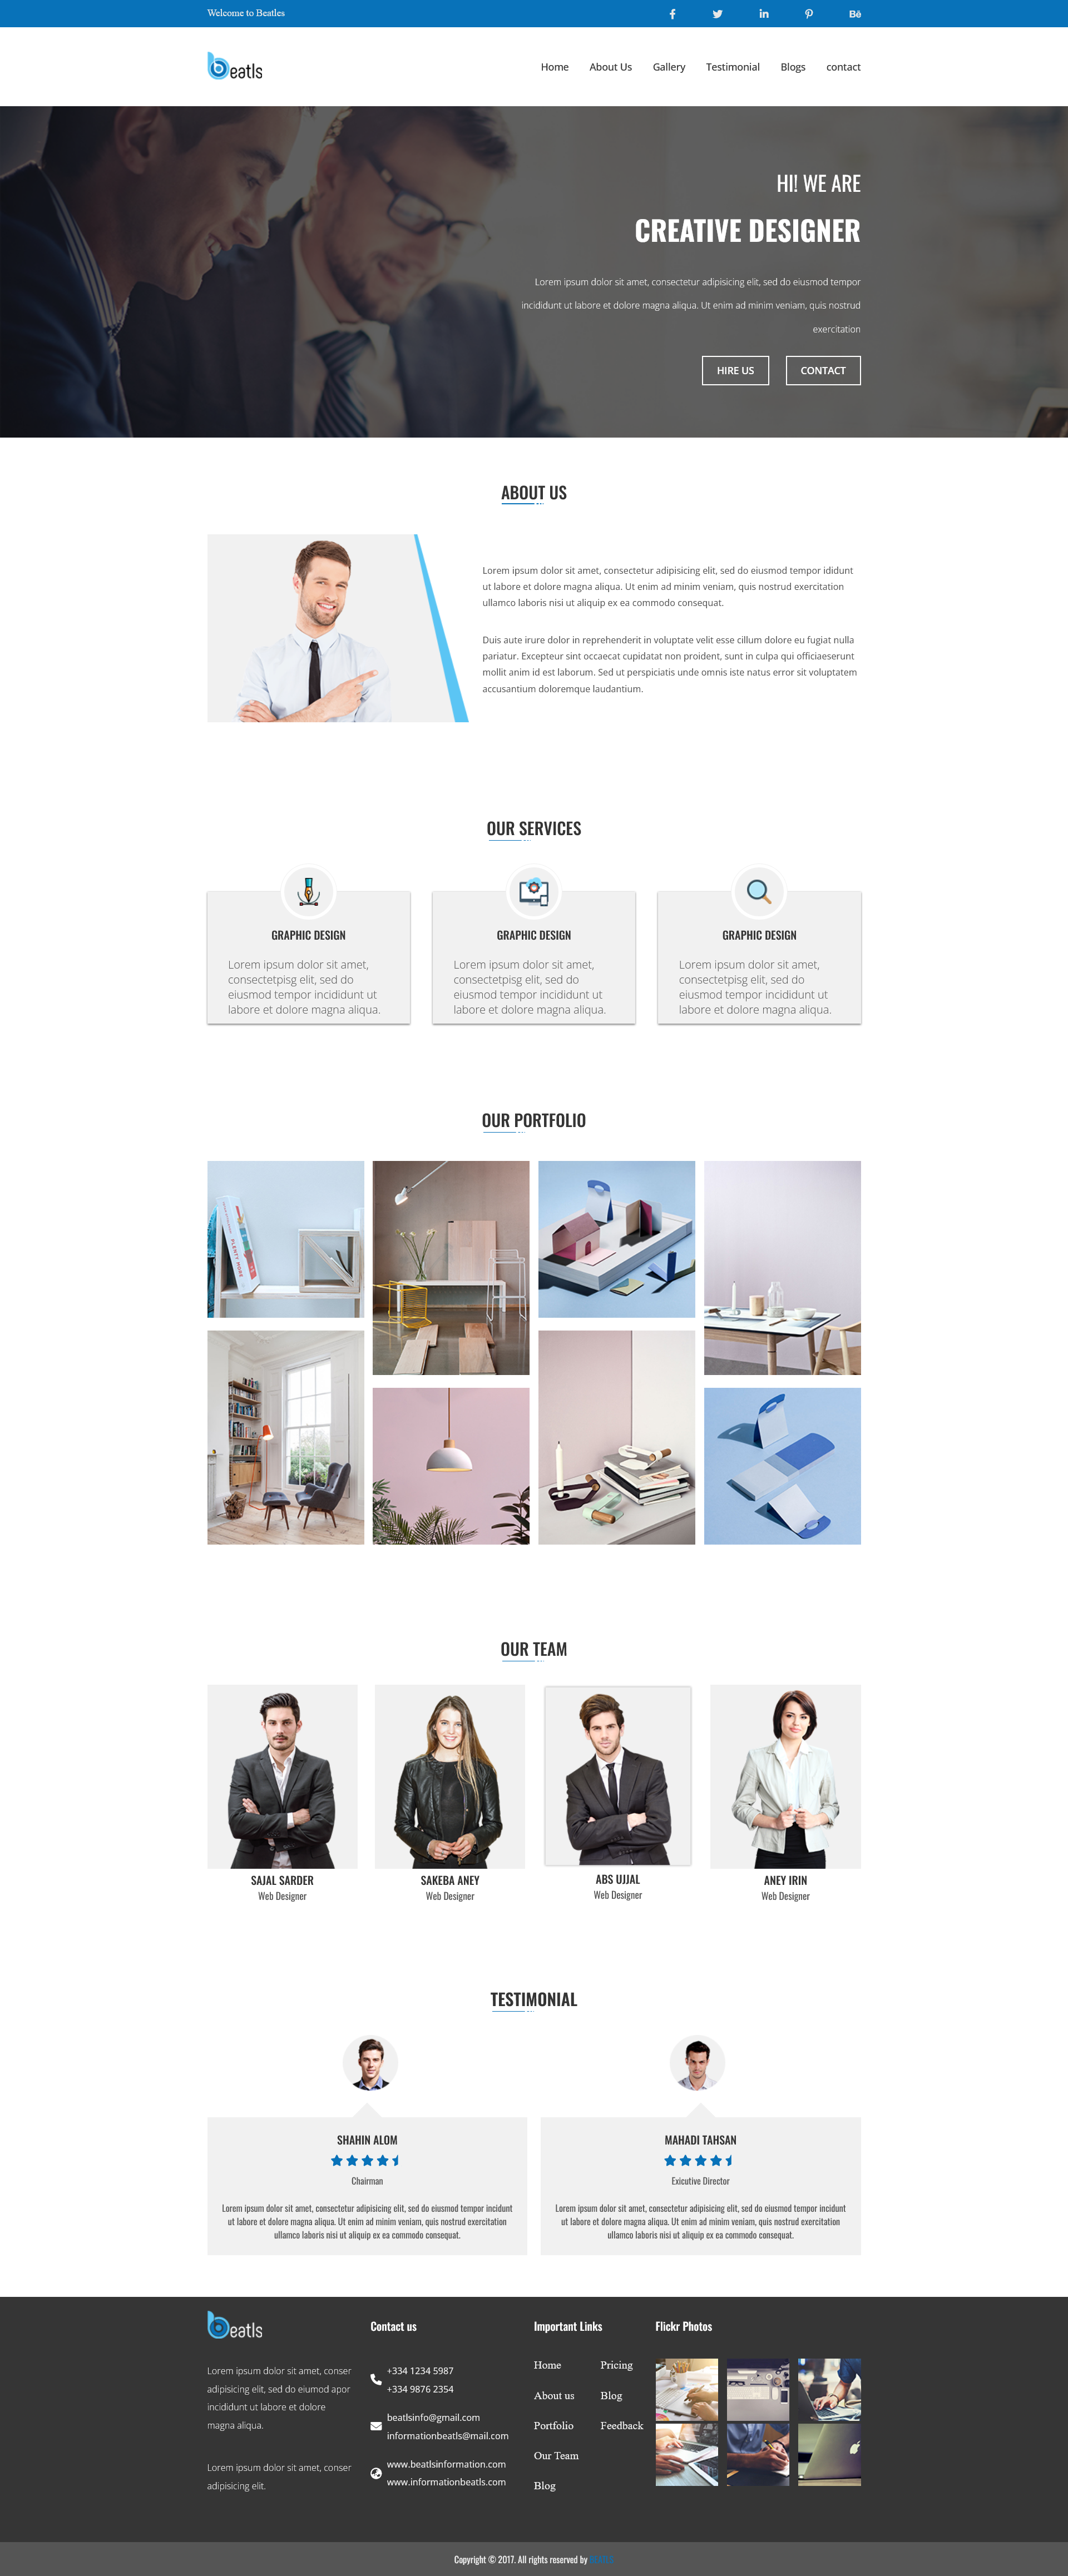 Welcome to Beatles
beatls
Home About Us Gallery Testimonial Blogs contact
HI! WE ARE
CREATIVE DESIGNER
Lorem ipsum dolor sit amet, consectetur adipisicing elit, sed do eiusmod tempor
incididunt ut labore et dolore magna aliqua. Ut enim ad minim veniam, quis nostrud
exercitation
HIRE US CONTACT
ABOUT US
Lorem ipsum dolor sit amet, consectetur adipisicing elit, sed do eiusmod tempor ididunt
ut labore et dolore magna aliqua. Ut enim ad minim veniam, quis nostrud exercitation
ullamco laboris nisi ut aliquip ex ea commodo consequat.
Duis aute irure dolor in reprehenderit in voluptate velit esse cillum dolore eu fugiat nulla
pariatur. Excepteur sint occaecat cupidatat non proident, sunt in culpa qui officiaeserunt
mollit anim id est laborum. Sed ut perspiciatis unde omnis iste natus error sit voluptatem
accusantium doloremque laudantium.
OUR SERVICES
GRAPHIC DESIGN
Lorem ipsum dolor sit amet,
consectetpisg elit, sed do
eiusmod tempor incididunt ut
labore et dolore magna aliqua.
GRAPHIC DESIGN
Lorem ipsum dolor sit amet,
consectetpisg elit, sed do
eiusmod tempor incididunt ut
labore et dolore magna aliqua.
GRAPHIC DESIGN
Lorem ipsum dolor sit amet,
consectetpisg elit, sed do
eiusmod tempor incididunt ut
labore et dolore magna aliqua.
OUR PORTFOLIO
PLENTY MORE
OUR TEAM
SAJAL SARDER
Web Designer
SAKEBA ANEY
Web Designer
ABS UJJAL
Web Designer
ANEY IRIN
Web Designer
TESTIMONIAL
SHAHIN ALOM
Chairman
Lorem ipsum dolor sit amet, consectetur adipisicing elit, sed do eiusmod tempor incidunt
ut labore et dolore magna aliqua. Ut enim ad minim veniam, quis nostrud exercitation
ullamco laboris nisi ut aliquip ex ea commodo consequat.
MAHADI TAHSAN
Exicutive Director
Lorem ipsum dolor sit amet, consectetur adipisicing elit, sed do eiusmod tempor incidunt
ut labore et dolore magna aliqua. Ut enim ad minim veniam, quis nostrud exercitation
ullamco laboris nisi ut aliquip ex ea commodo consequat.
beatls
Lorem ipsum dolor sit amet, conser
adipisicing elit, sed do eiumod apor
incididunt ut labore et dolore
magna aliqua.
Lorem ipsum dolor sit amet, conser
adipisicing elit.
Contact us
+334 1234 5987
+334 9876 2354
beatlsinfo@gmail.com
informationbeatls@mail.com
www.beatlsinformation.com
www.informationbeatls.com
Important Links
Home
About us
Portfolio
Our Team
Blog
Pricing
Blog
Feedback
Flickr Photos
Copyright © 2017. All rights reserved by